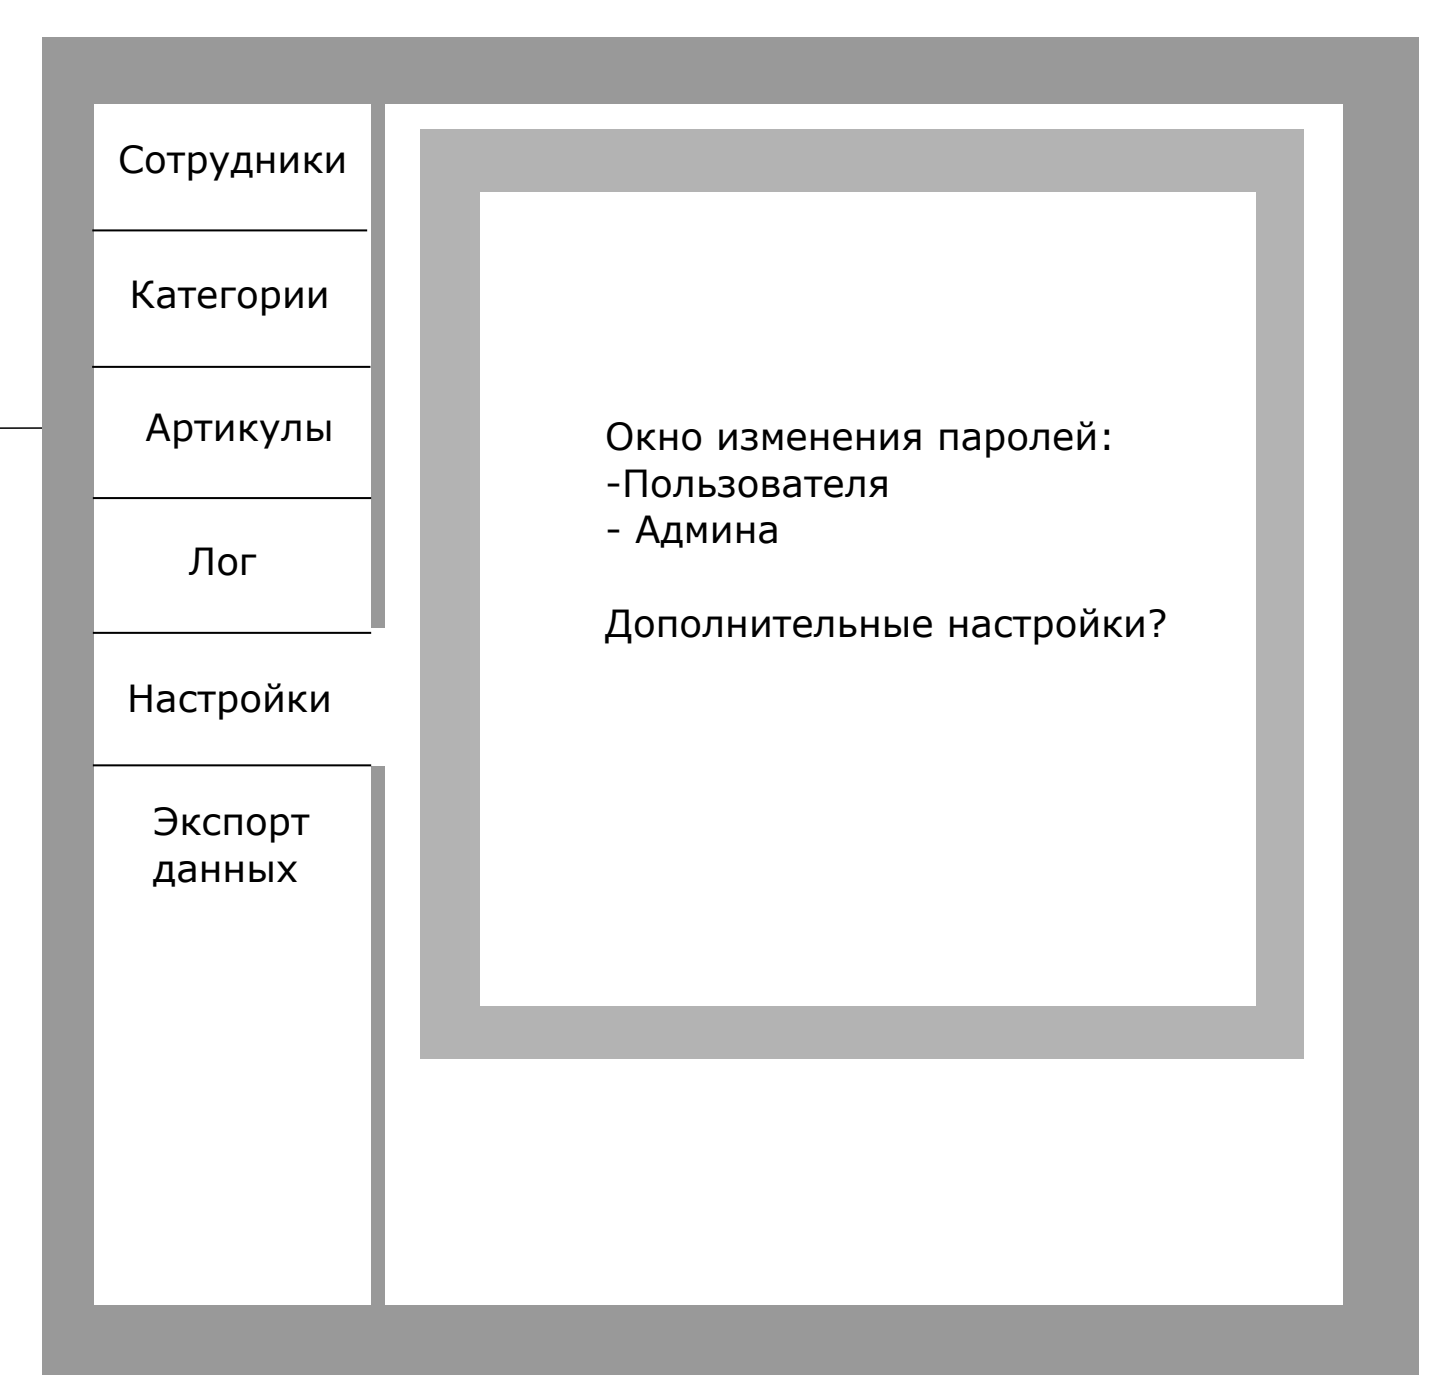 Сотрудники
Категории
Артикулы
Лог
Настройки
Экспорт
данных
Окно изменения паролей:
-Пользователя
- Админа
Дополнительные настройки?